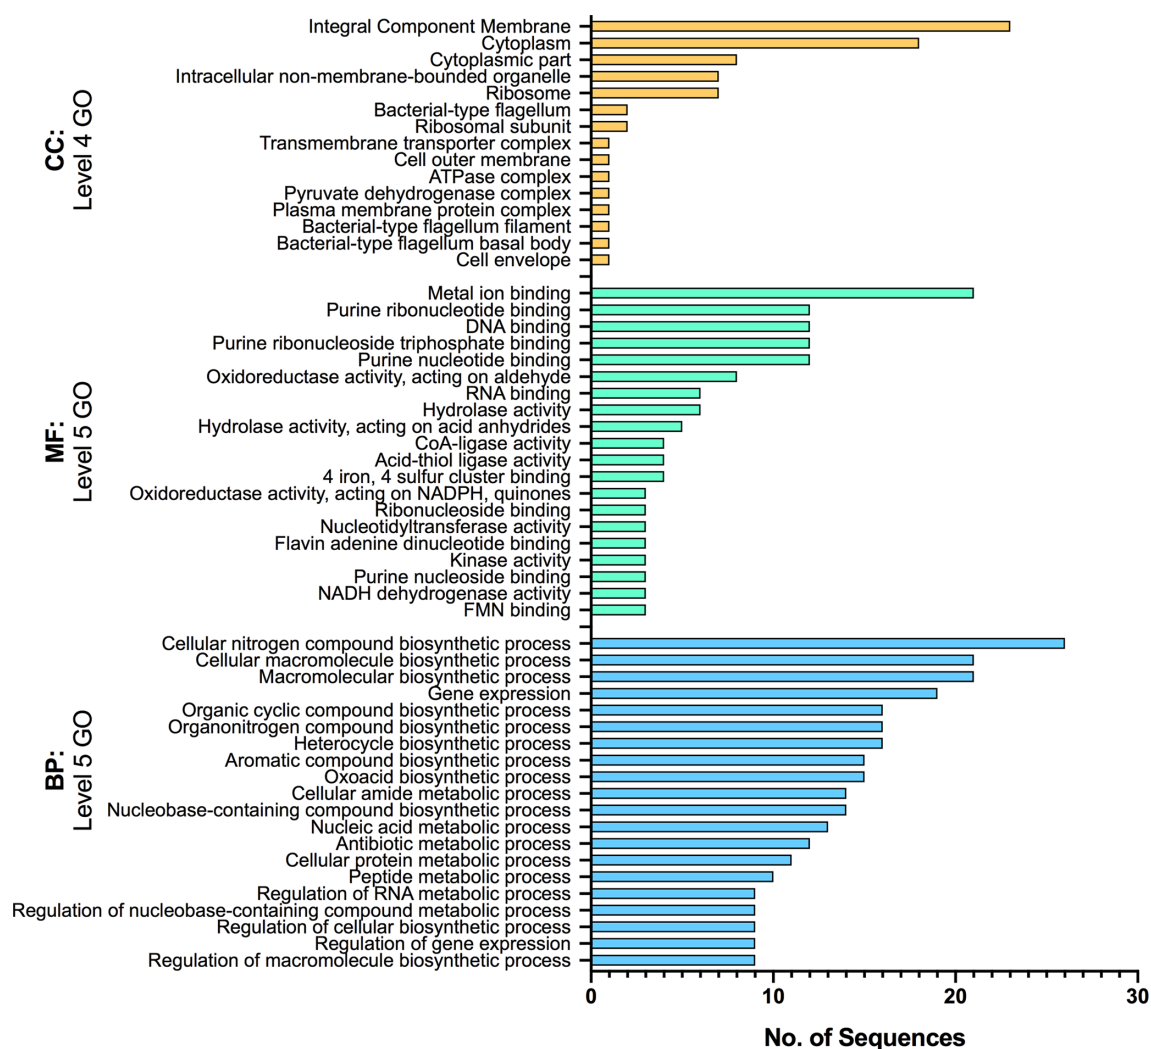 CC:
Level 4 GO
Integral Component Membrane
Cytoplasm
Cytoplasmic part
Intracellular non-membrane-bounded organelle
Ribosome
Bacterial-type flagellum
Ribosomal subunit
Transmembrane transporter complex
Cell outer membrane
ATPase complex
Pyruvate dehydrogenase complex
Plasma membrane protein complex
Bacterial-type flagellum filament
Bacterial-type flagellum basal body
Cell envelope
MF:
Level 5 GO
Metal ion binding
Purine ribonucleotide binding
DNA binding
Purine ribonucleoside triphosphate binding
Purine nucleotide binding
Oxidoreductase activity, acting on aldehyde
RNA binding
Hydrolase activity
Hydrolase activity, acting on acid anhydrides
CoA-ligase activity
Acid-thiol ligase activity
4 iron, 4 sulfur cluster binding
Oxidoreductase activity, acting on NADPH, quinones
Ribonucleoside binding
Nucleotidyltransferase activity
Flavin adenine dinucleotide binding
Kinase activity
Purine nucleoside binding
NADH dehydrogenase activity
FMN binding
BP:
Level 5 GO
Cellular nitrogen compound biosynthetic process
Cellular macromolecule biosynthetic process
Macromolecular biosynthetic process
Gene expression
Organic cyclic compound biosynthetic process
Organonitrogen compound biosynthetic process
Heterocycle biosynthetic process
Aromatic compound biosynthetic process
Oxoacid biosynthetic process
Cellular amide metabolic process
Nucleobase-containing compound biosynthetic process
Nucleic acid metabolic process
Antibiotic metabolic process
Cellular protein metabolic process
Peptide metabolic process
Regulation of RNA metabolic process
Regulation of nucleobase-containing compound metabolic process
Regulation of cellular biosynthetic process
Regulation of gene expression
Regulation of macromolecule biosynthetic process
0 10 20 30
No. of Sequences